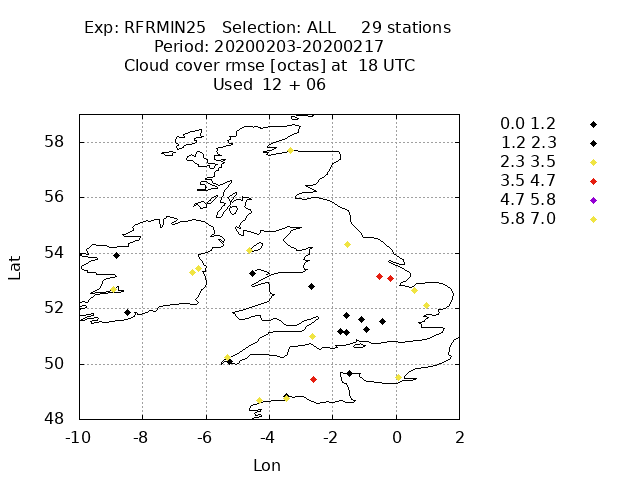 Exp: RFRMIN25 Selection: ALL 29 stations
Period: 20200203-20200217
Cloud cover rmse [octas] at 18 UTC
Used 12 + 06
0.0 1.2
1.2 2.3
2.3 3.5
3.5 4.7
4.7 5.8
5.8 7.0
58
56
54
52
50
48
Lat
-10 -8 -6 -4 -2 0 2
Lon